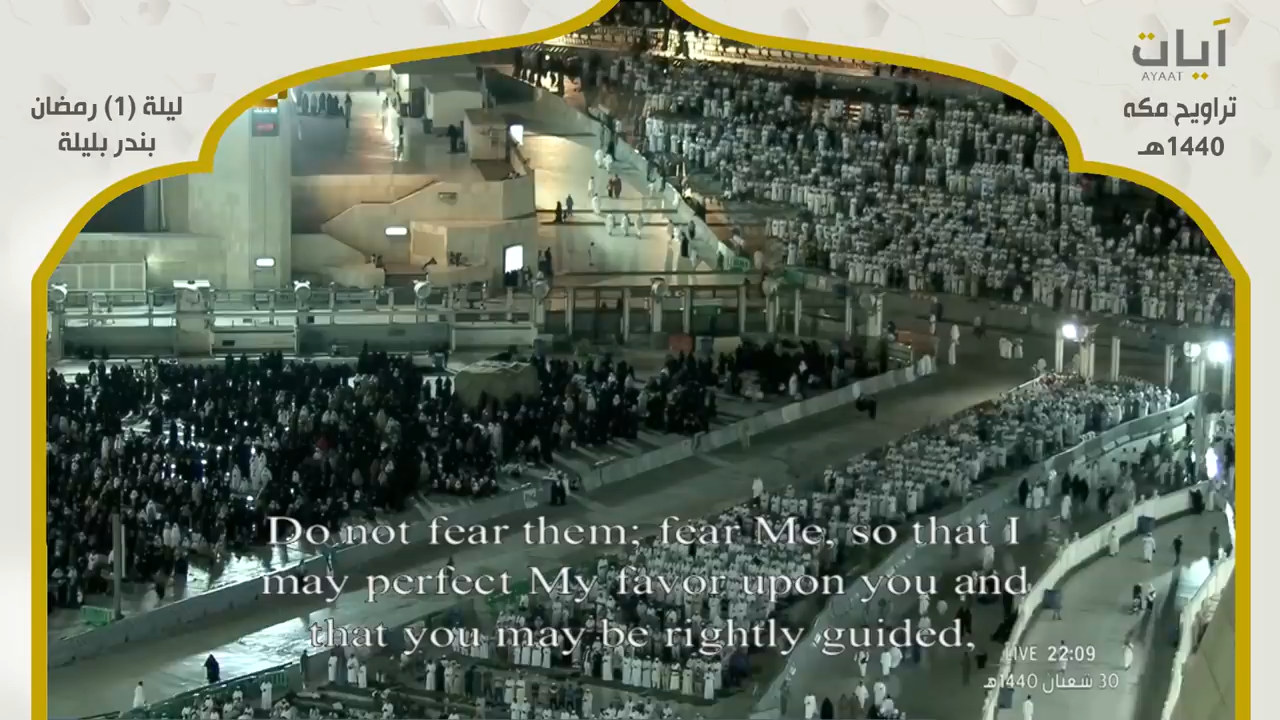 آيات
AYAAT
تراويح مكه
1440هـ
ليلة (1) رمضان
بندر بليلة
Do not fear them; fear Me, so that I
may perfect My favor upon you and
that you may be rightly guided,
LIVE 22:09
30 شعبان 1440هـ